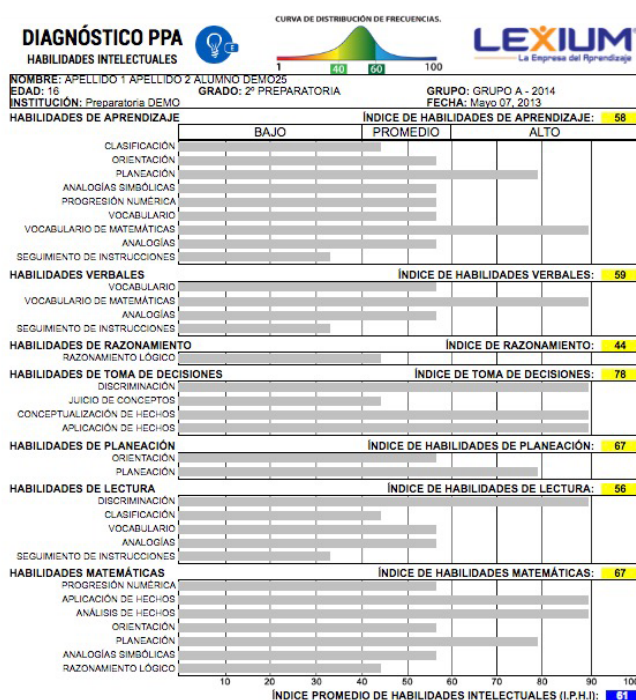 CURVA DE DISTRIBUCIÓN DE FRECUENCIAS.
DIAGNÓSTICO PPA
HABILIDADES INTELECTUALES
E
1 40 60 100
LEXIUM
La Empresa del Aprendizaje
NOMBRE: APELLIDO 1 APELLIDO 2 ALUMNO DEMO25
EDAD: 16 GRADO: 2º PREPARATORIA GRUPO: GRUPO A - 2014
INSTITUCIÓN: Preparatoria DEMO FECHA: Mayo 07, 2013
HABILIDADES DE APRENDIZAJE ÍNDICE DE HABILIDADES DE APRENDIZAJE: 58
BAJO PROMEDIO ALTO
CLASIFICACIÓN
ORIENTACIÓN
PLANEACIÓN
ANALOGÍAS SIMBÓLICAS
PROGRESIÓN NUMÉRICA
VOCABULARIO
VOCABULARIO DE MATEMÁTICAS
ANALOGÍAS
SEGUIMIENTO DE INSTRUCCIONES
HABILIDADES VERBALES ÍNDICE DE HABILIDADES VERBALES: 59
VOCABULARIO
VOCABULARIO DE MATEMÁTICAS
ANALOGÍAS
SEGUIMIENTO DE INSTRUCCIONES
HABILIDADES DE RAZONAMIENTO ÍNDICE DE RAZONAMIENTO: 44
RAZONAMIENTO LÓGICO
HABILIDADES DE TOMA DE DECISIONES ÍNDICE DE TOMA DE DECISIONES: 78
DISCRIMINACIÓN
JUICIO DE CONCEPTOS
CONCEPTUALIZACIÓN DE HECHOS
APLICACIÓN DE HECHOS
HABILIDADES DE PLANEACIÓN ÍNDICE DE HABILIDADES DE PLANEACIÓN: 67
ORIENTACIÓN
PLANEACIÓN
HABILIDADES DE LECTURA ÍNDICE DE HABILIDADES DE LECTURA: 56
DISCRIMINACIÓN
CLASIFICACIÓN
VOCABULARIO
ANALOGÍAS
SEGUIMIENTO DE INSTRUCCIONES
HABILIDADES MATEMÁTICAS ÍNDICE DE HABILIDADES MATEMÁTICAS: 67
PROGRESIÓN NUMÉRICA
APLICACIÓN DE HECHOS
ANÁLISIS DE HECHOS
ORIENTACIÓN
PLANEACIÓN
ANALOGÍAS SIMBÓLICAS
RAZONAMIENTO LÓGICO
10 20 30 40 50 60 70 80 90 100
ÍNDICE PROMEDIO DE HABILIDADES INTELECTUALES (I.P.H.I): 61